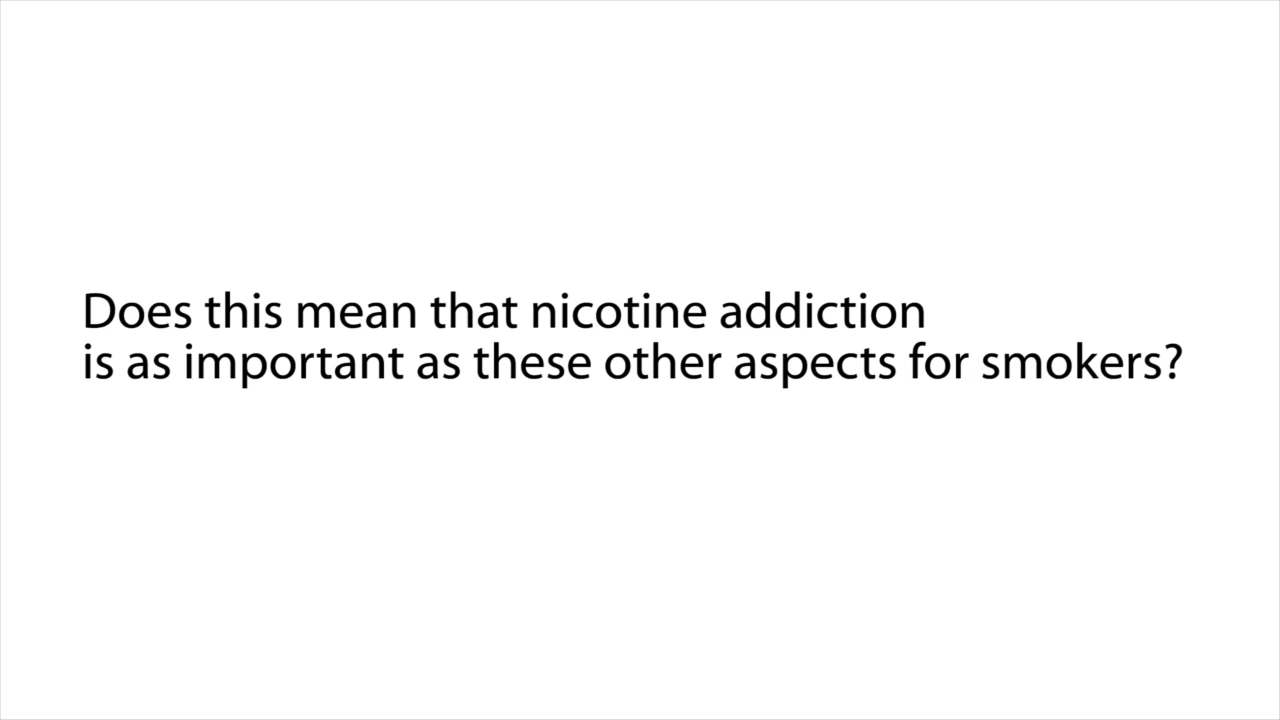 Does this mean that nicotine addiction
is as important as these other aspects for smokers?